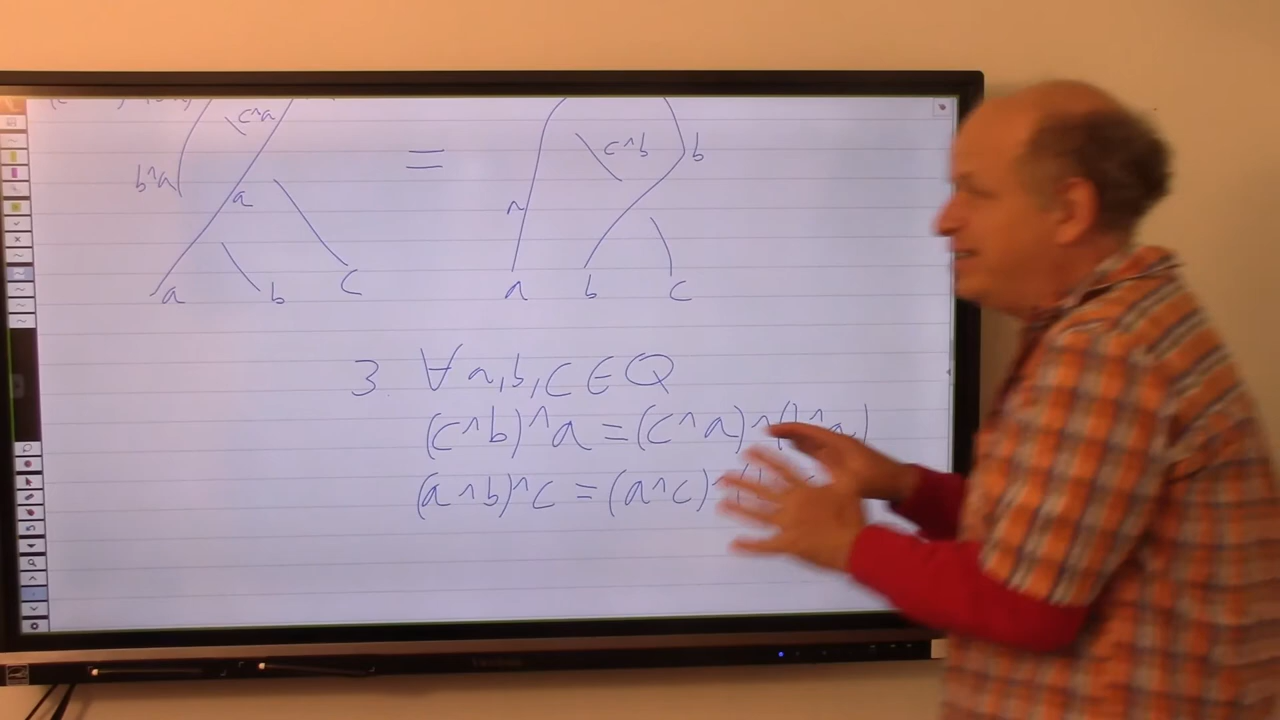 c^a
b^a
a
a b c
=
c^b
b
a
a b c
3. ∀ a,b,c ∈ Q
(c^b)^a = (c^a)^(b^a)
(a^b)^c = (a^c)^(